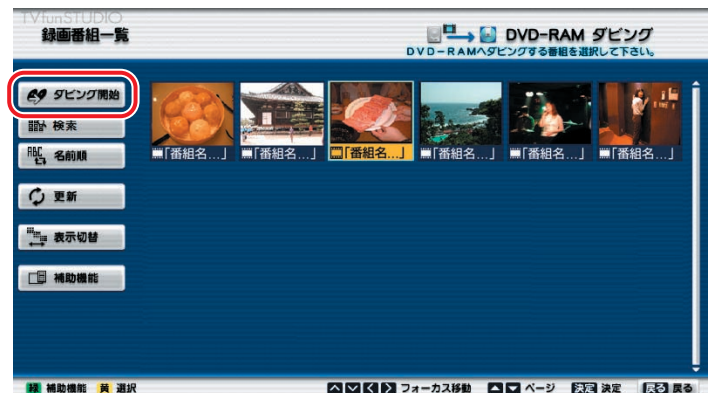 TVfunSTUDIO
録画番組一覧
DVD-RAM ダビング
DVD-RAMへダビングする番組を選択して下さい。
ダビング開始
検索
ABC 名前順
更新
表示切替
補助機能
「番組名...」 「番組名...」 「番組名...」 「番組名...」 「番組名...」 「番組名...」
緑 補助機能 黄 選択 フォーカス移動 ページ 決定 決定 戻る 戻る